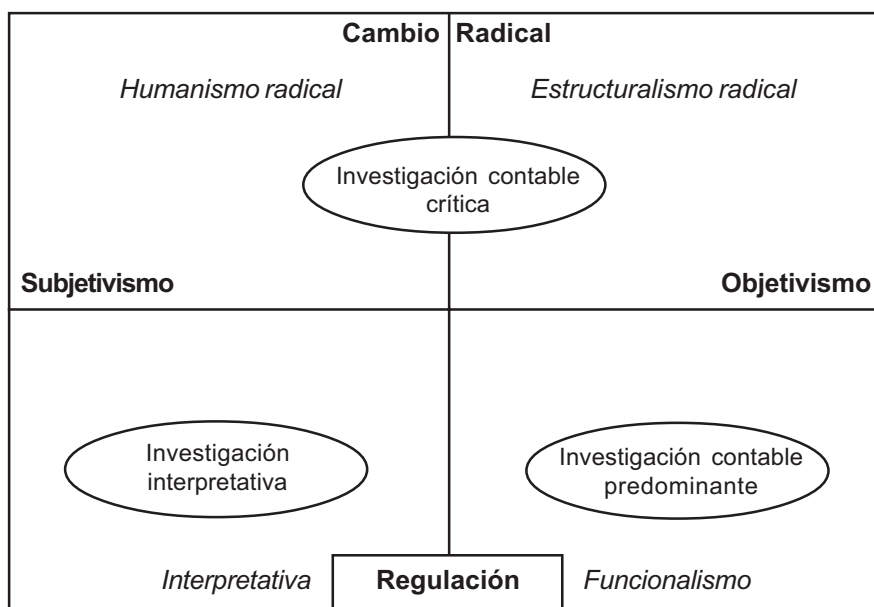 Cambio Radical
Humanismo radical
Estructuralismo radical
Investigación contable
crítica
Subjetivismo
Objetivismo
Investigación
interpretativa
Investigación contable
predominante
Interpretativa
Regulación
Funcionalismo